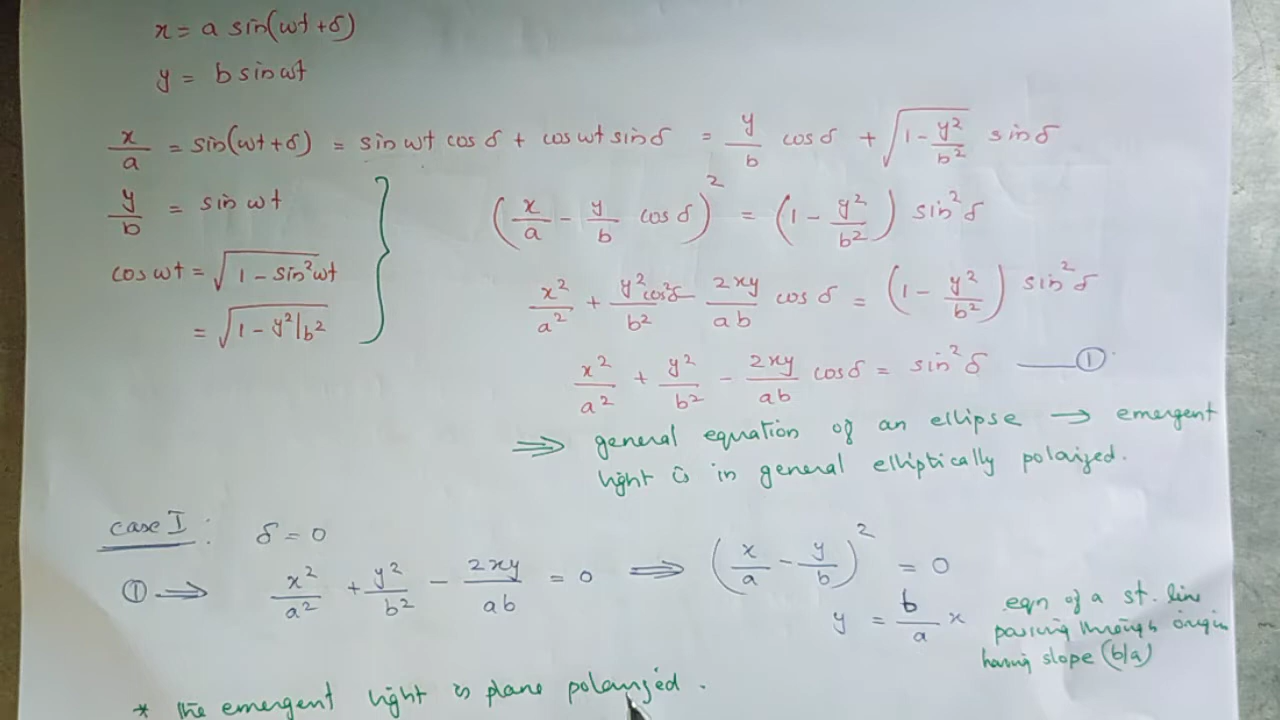 x = a sin(ωt + δ)
y = b sin ωt
x/a = sin(ωt + δ) = sin ωt cos δ + cos ωt sin δ = y/b cos δ + √(1 - y²/b²) sin δ
y/b = sin ωt
cos ωt = √(1 - sin²ωt)
= √(1 - y²/b²)
(x/a - y/b cos δ)² = (1 - y²/b²) sin²δ
x²/a² + y²cos²δ/b² - 2xy/ab cos δ = (1 - y²/b²) sin²δ
x²/a² + y²/b² - 2xy/ab cos δ = sin²δ — ①
⇒ general equation of an ellipse → emergent
light is in general elliptically polarized.
case I : δ = 0
① → x²/a² + y²/b² - 2xy/ab = 0 ⇒ (x/a - y/b)² = 0
y = b/a x
eqn of a st. line
passing through origin
having slope (b/a)
* The emergent light is plane polarized.